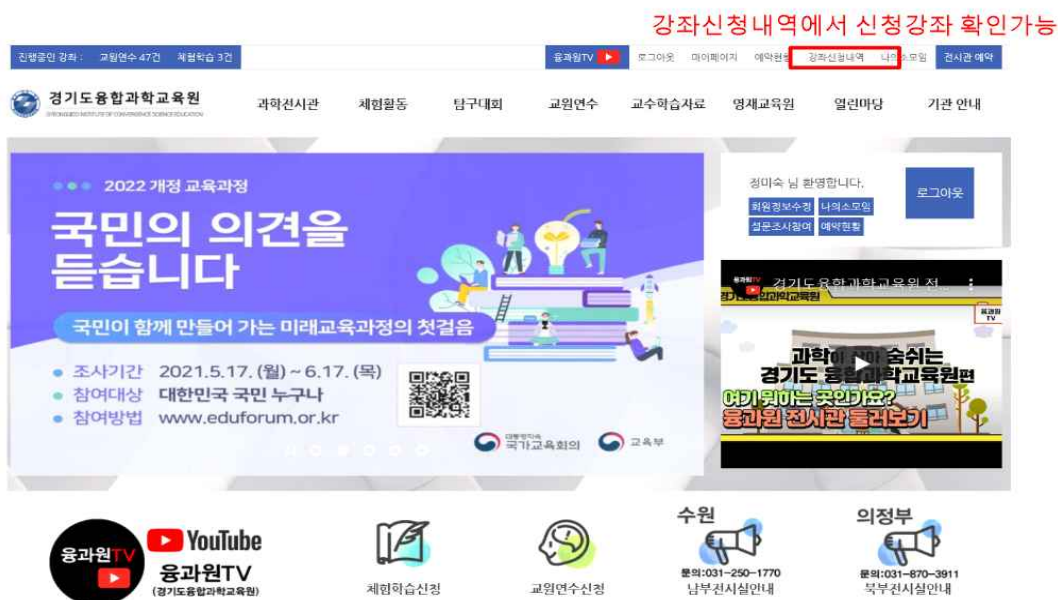 강좌신청내역에서 신청강좌 확인가능
진행중인 강좌 : 교원연수 47건 체험학습 3건
융과원TV 로그아웃 마이페이지 예약현황 강좌신청내역 나의소모임 전시관 예약
경기도융합과학교육원
과학전시관 체험활동 탐구대회 교원연수 교수학습자료 영재교육원 열린마당 기관 안내
2022 개정 교육과정
국민의 의견을
듣습니다
국민이 함께 만들어 가는 미래교육과정의 첫걸음
조사기간 2021.5.17. (월) ~ 6.17. (목)
참여대상 대한민국 국민 누구나
참여방법 www.eduforum.or.kr
국가교육회의 교육부
정미숙 님 환영합니다.
회원정보수정 나의소모임
설문조사참여 예약현황
로그아웃
경기도융합과학교육원 전...
융과원 TV
과학이 살아 숨쉬는
경기도 융합과학교육원편
여기 뭐하는 곳인가요?
융과원 전시관 둘러보기
융과원TV
YouTube
융과원TV
(경기도융합과학교육원)
체험학습신청
교원연수신청
수원
문의:031-250-1770
남부전시실안내
의정부
문의:031-870-3911
북부전시실안내